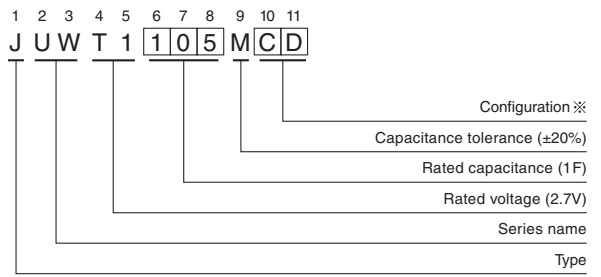 1 2 3 4 5 6 7 8 9 10 11
J U W T 1 1 0 5 M C D
Configuration ※
Capacitance tolerance (±20%)
Rated capacitance (1F)
Rated voltage (2.7V)
Series name
Type